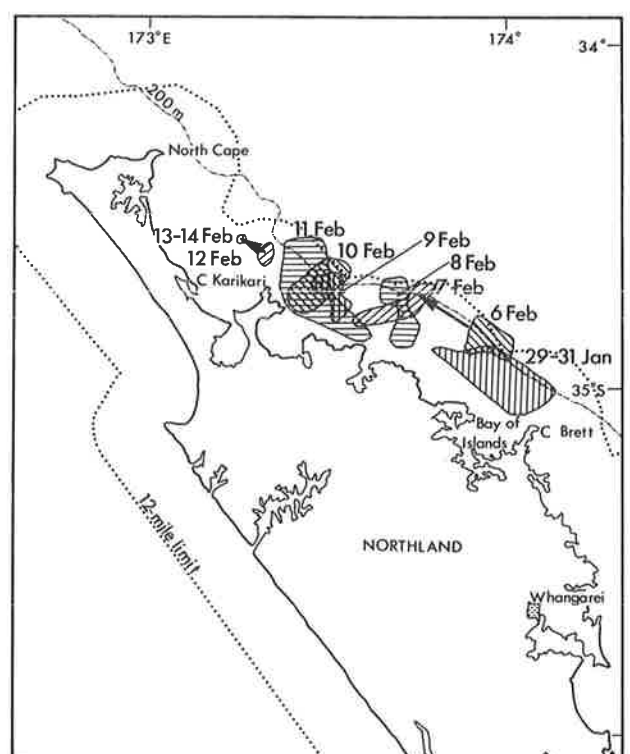 173°E
174°
34°
200 m
North Cape
13-14 Feb
11 Feb
9 Feb
10 Feb
12 Feb
8 Feb
C Karikari
7 Feb
6 Feb
29-31 Jan
35°S
Bay of
Islands
C Brett
12-mile limit
NORTHLAND
Whangarei